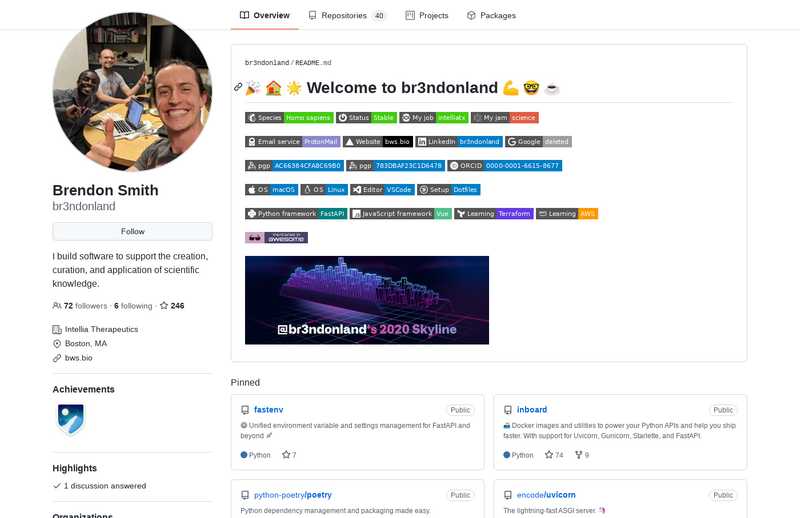 Overview
Repositories 40
Projects
Packages
br3ndonland / README.md
Welcome to br3ndonland
Species Homo sapiens
Status Stable
My job intelliatx
My jam science
Email service ProtonMail
Website bws.bio
LinkedIn br3ndonland
Google deleted
pgp AC66384CFA8C69B0
pgp 783DBAF23C1D6478
ORCID 0000-0001-6615-8677
OS macOS
OS Linux
Editor VSCode
Setup Dotfiles
Python framework FastAPI
JavaScript framework Vue
Learning Terraform
Learning AWS
mentioned in
awesome
@br3ndonland's 2020 Skyline
Brendon Smith
br3ndonland
Follow
I build software to support the creation,
curation, and application of scientific
knowledge.
72 followers · 6 following · 246
Intellia Therapeutics
Boston, MA
bws.bio
Achievements
Highlights
1 discussion answered
Organizations
Pinned
fastenv Public
Unified environment variable and settings management for FastAPI and
beyond
Python 7
inboard Public
Docker images and utilities to power your Python APIs and help you ship
faster. With support for Uvicorn, Gunicorn, Starlette, and FastAPI.
Python 74 9
python-poetry/poetry Public
Python dependency management and packaging made easy.
encode/uvicorn Public
The lightning-fast ASGI server.